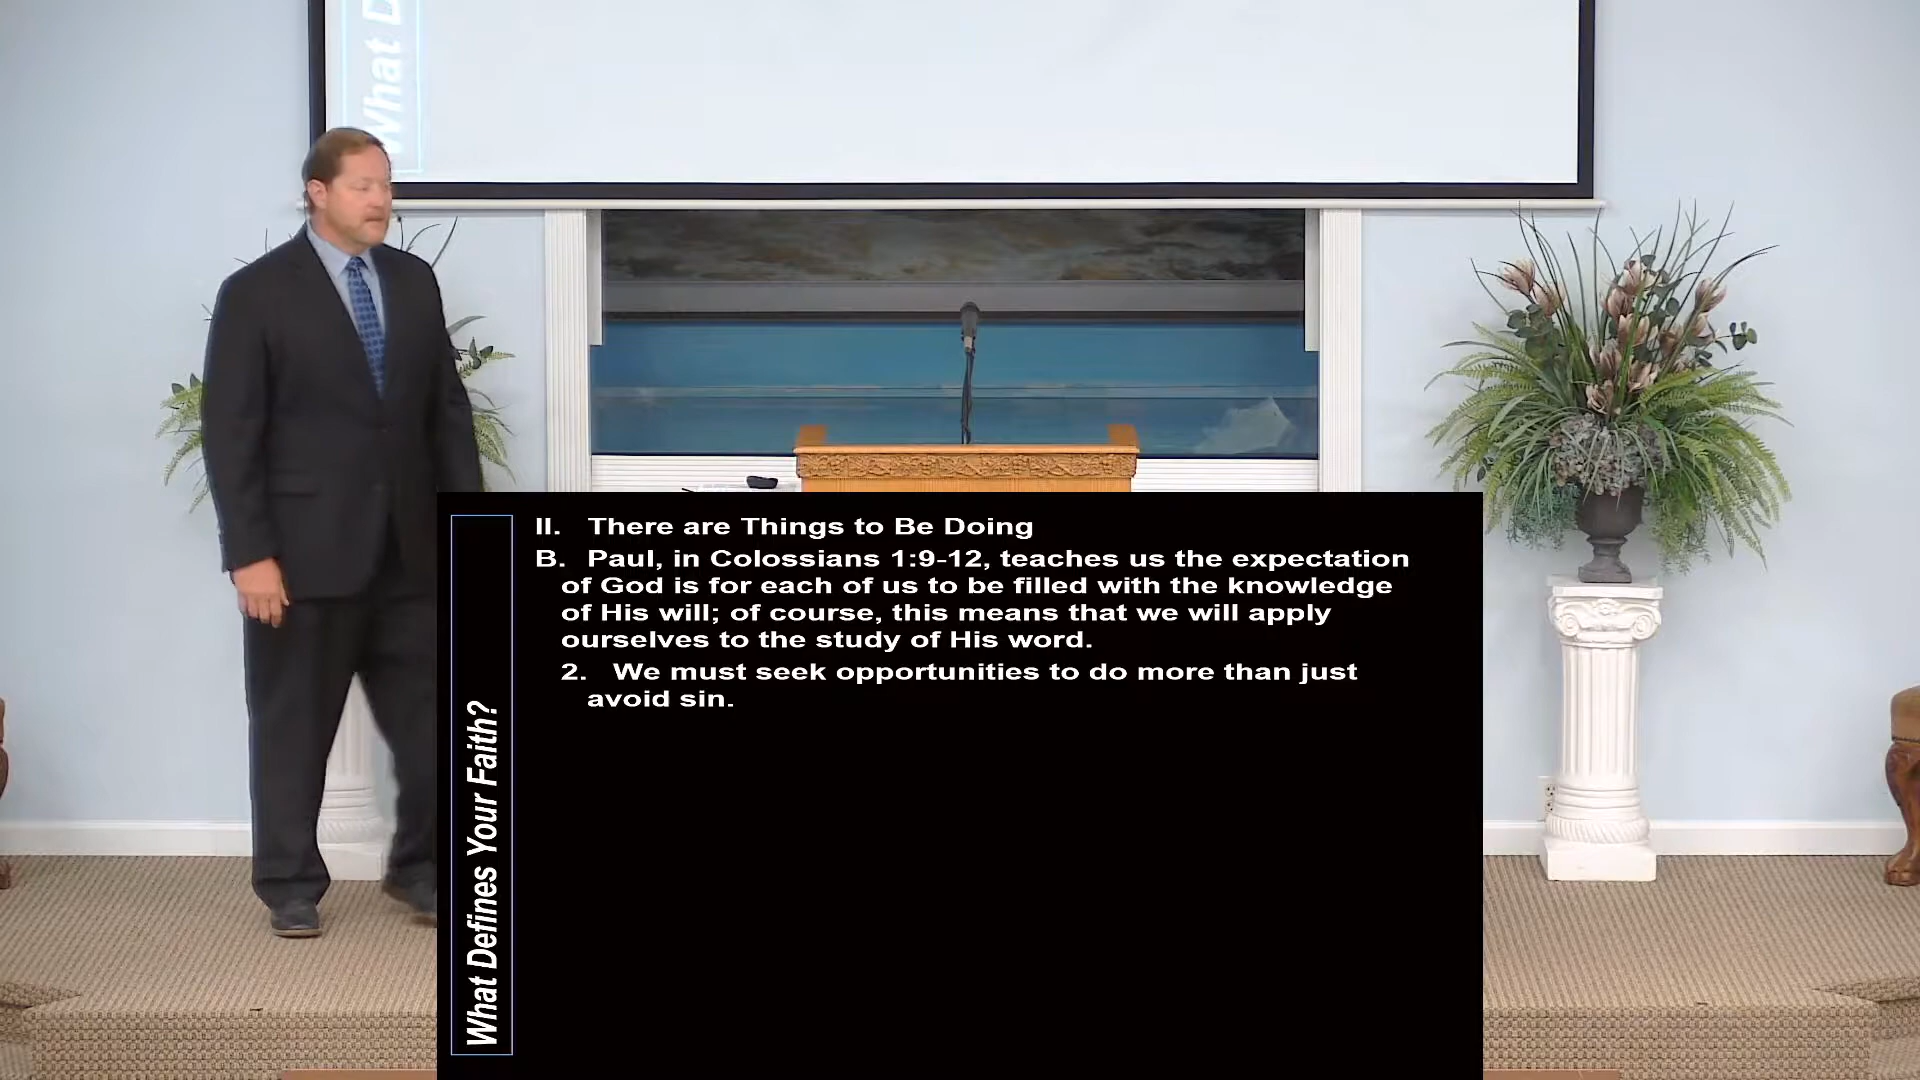 What D
II. There are Things to Be Doing
B. Paul, in Colossians 1:9-12, teaches us the expectation
of God is for each of us to be filled with the knowledge
of His will; of course, this means that we will apply
ourselves to the study of His word.
2. We must seek opportunities to do more than just
avoid sin.
What Defines Your Faith?